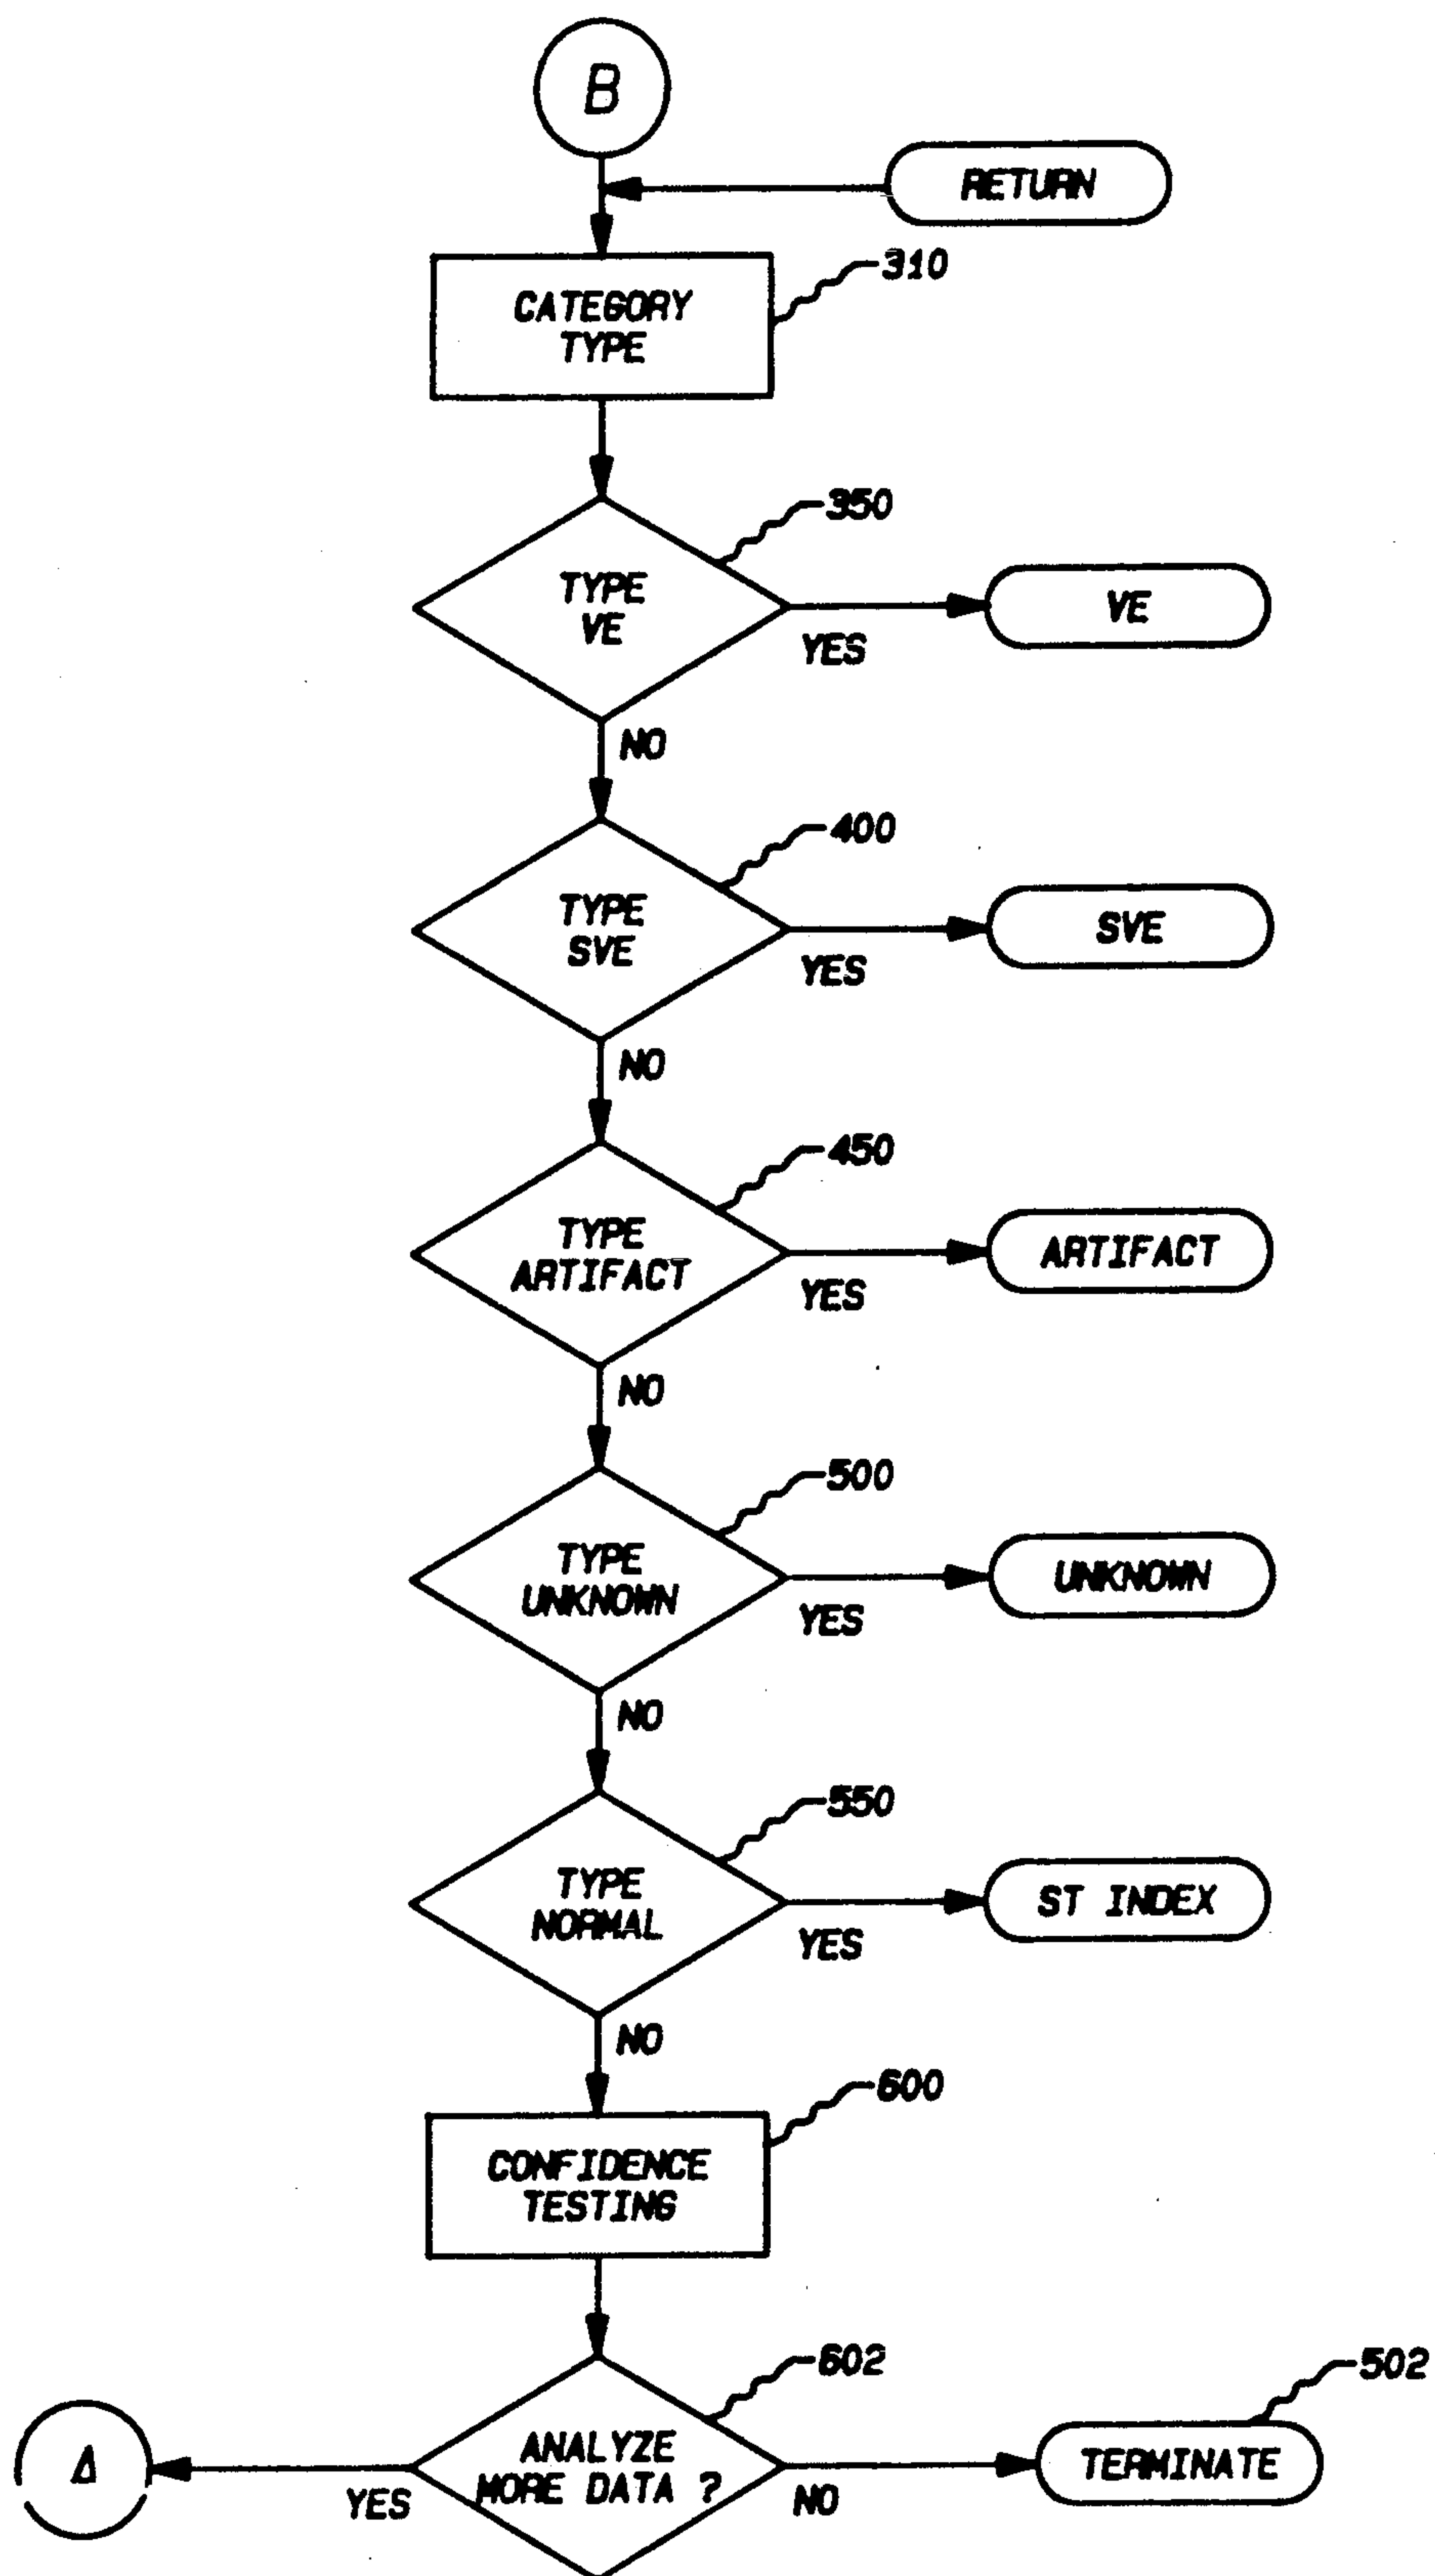 B
RETURN
310
CATEGORY
TYPE
350
TYPE
VE
YES
VE
NO
400
TYPE
SVE
YES
SVE
NO
450
TYPE
ARTIFACT
YES
ARTIFACT
NO
500
TYPE
UNKNOWN
YES
UNKNOWN
NO
550
TYPE
NORMAL
YES
ST INDEX
NO
600
CONFIDENCE
TESTING
602
502
A
YES
ANALYZE
MORE DATA ?
NO
TERMINATE